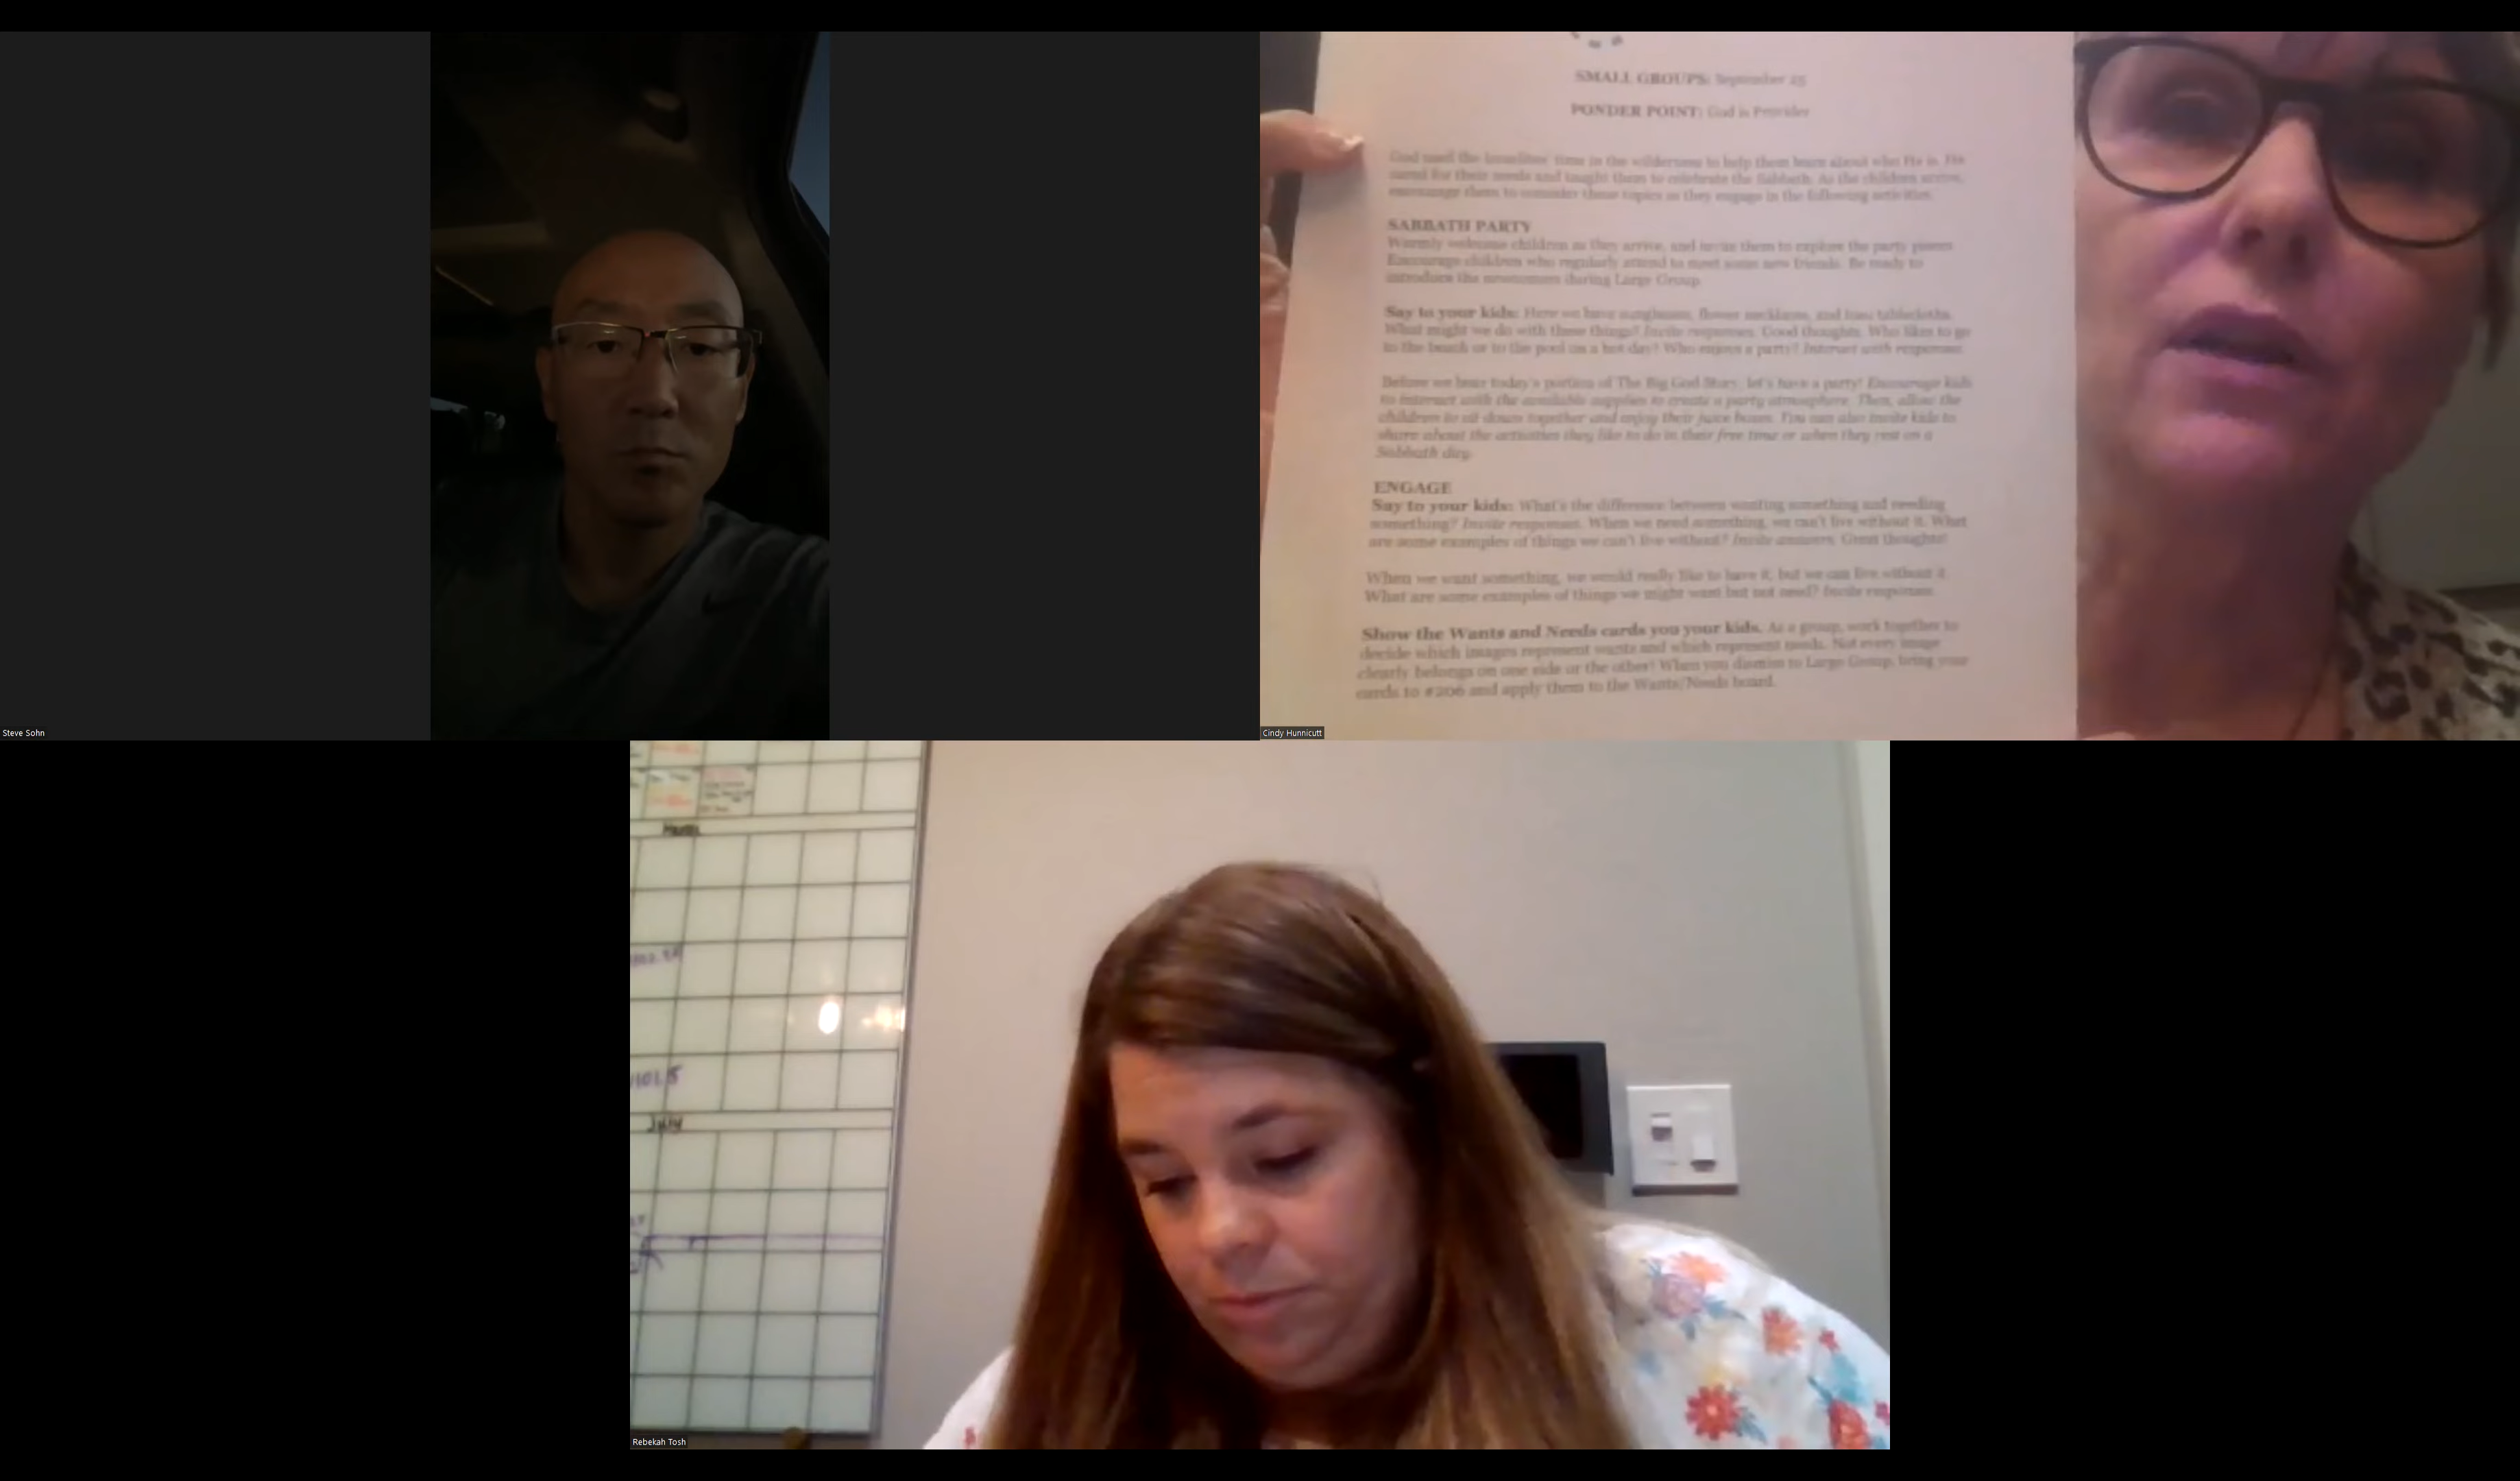 SMALL GROUPS: September 25
PONDER POINT: God is Provider
God used the Israelites' time in the wilderness to help them learn about who He is. He
cared for their needs and taught them to celebrate the Sabbath. As the children arrive,
encourage them to consider these topics as they engage in the following activities.
SABBATH PARTY
Warmly welcome children as they arrive, and invite them to explore the party pieces.
Encourage children who regularly attend to meet some new friends. Be ready to
introduce the newcomers during Large Group.
Say to your kids: Here we have sunglasses, flower necklaces, and luau tablecloths.
What might we do with these things? Invite responses. Good thoughts. Who likes to go
to the beach or to the pool on a hot day? Who enjoys a party? Interact with responses.
Before we hear today's portion of The Big God Story, let's have a party! Encourage kids
to interact with the available supplies to create a party atmosphere. Then, allow the
children to sit down together and enjoy their juice boxes. You can also invite kids to
share about the activities they like to do in their free time or when they rest on a
Sabbath day.
ENGAGE
Say to your kids: What's the difference between wanting something and needing
something? Invite responses. When we need something, we can't live without it. What
are some examples of things we can't live without? Invite answers. Great thoughts!
When we want something, we would really like to have it, but we can live without it.
What are some examples of things we might want but not need? Invite responses.
Show the Wants and Needs cards you your kids. As a group, work together to
decide which images represent wants and which represent needs. Not every image
clearly belongs on one side or the other! When you dismiss to Large Group, bring your
cards to #206 and apply them to the Wants/Needs board.
Steve Sohn
Cindy Hunnicutt
July
Rebekah Tosh